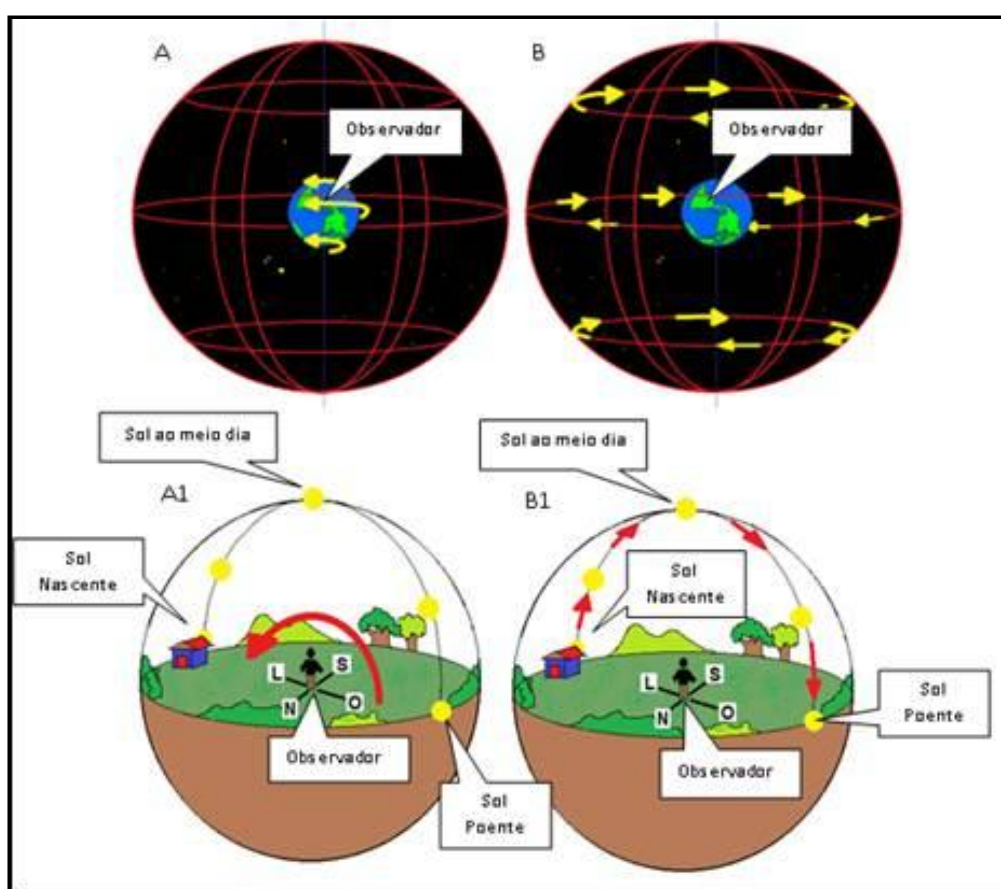 A
B
Observador
Observador
Sol ao meio dia
Sol ao meio dia
A1
B1
Sol
Nascente
Sol
Nascente
L
S
N
O
L
S
N
O
Observador
Observador
Sol
Poente
Sol
Poente